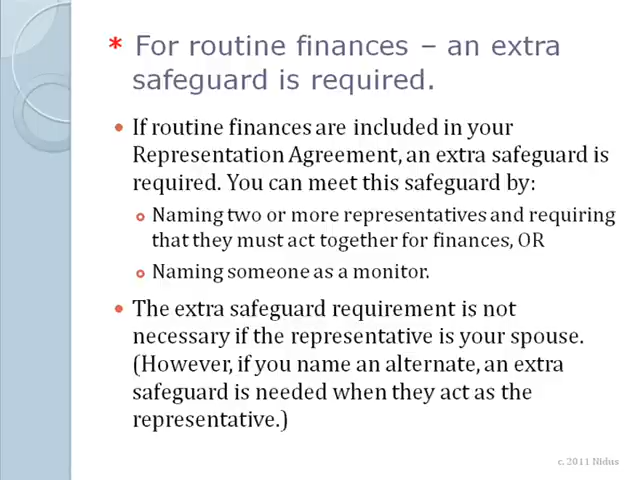 * For routine finances – an extra
safeguard is required.
• If routine finances are included in your
Representation Agreement, an extra safeguard is
required. You can meet this safeguard by:
○ Naming two or more representatives and requiring
that they must act together for finances, OR
○ Naming someone as a monitor.
• The extra safeguard requirement is not
necessary if the representative is your spouse.
(However, if you name an alternate, an extra
safeguard is needed when they act as the
representative.)
c. 2011 Nidus